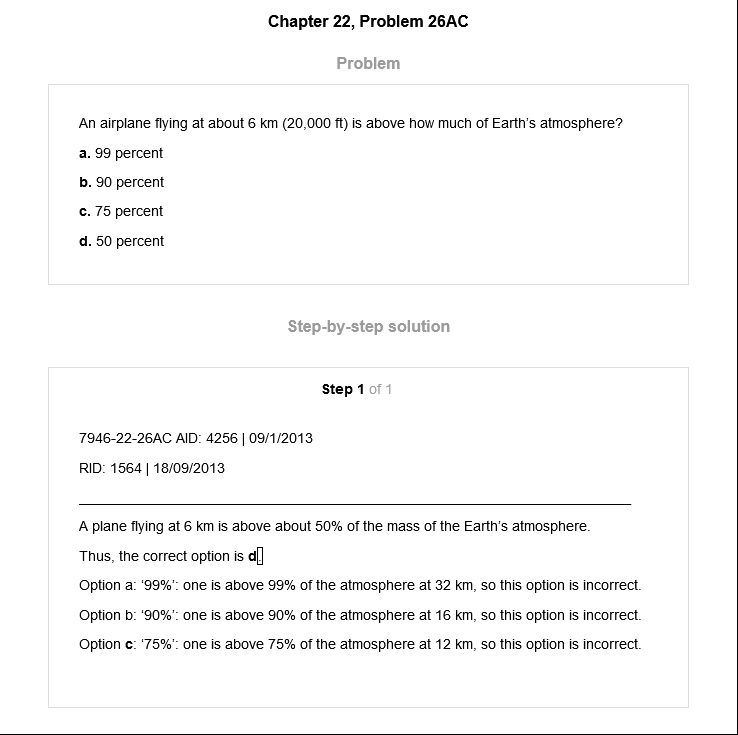 Chapter 22, Problem 26AC
Problem
An airplane flying at about 6 km (20,000 ft) is above how much of Earth's atmosphere?
a. 99 percent
b. 90 percent
c. 75 percent
d. 50 percent
Step-by-step solution
Step 1 of 1
7946-22-26AC AID: 4256 | 09/1/2013
RID: 1564 | 18/09/2013
A plane flying at 6 km is above about 50% of the mass of the Earth's atmosphere.
Thus, the correct option is d.
Option a: ‘99%’: one is above 99% of the atmosphere at 32 km, so this option is incorrect.
Option b: ‘90%’: one is above 90% of the atmosphere at 16 km, so this option is incorrect.
Option c: ‘75%’: one is above 75% of the atmosphere at 12 km, so this option is incorrect.